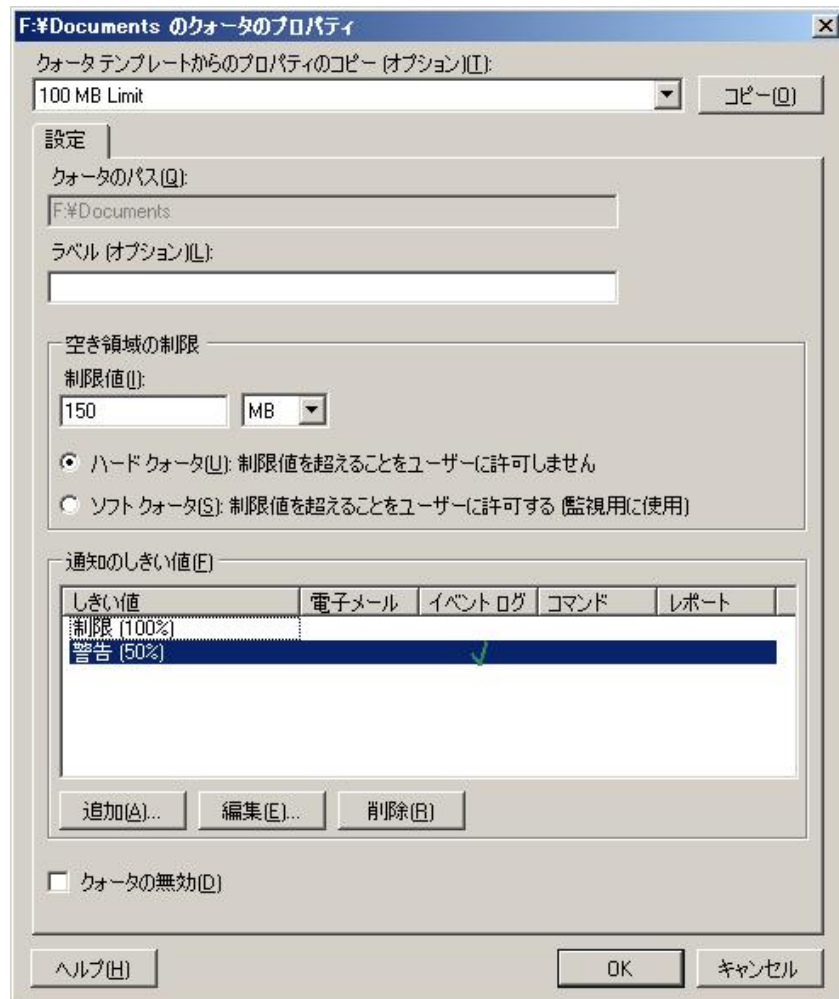 F:¥Documents のクォータのプロパティ
クォータ テンプレートからのプロパティのコピー (オプション)(T):
100 MB Limit
コピー(O)
設定
クォータのパス(Q):
F:¥Documents
ラベル (オプション)(L):
空き領域の制限
制限値(I):
150 MB
ハード クォータ(U): 制限値を超えることをユーザーに許可しません
ソフト クォータ(S): 制限値を超えることをユーザーに許可する (監視用に使用)
通知のしきい値(F)
しきい値 電子メール イベント ログ コマンド レポート
制限 (100%)
警告 (50%)
追加(A)... 編集(E)... 削除(R)
クォータの無効(D)
ヘルプ(H) OK キャンセル